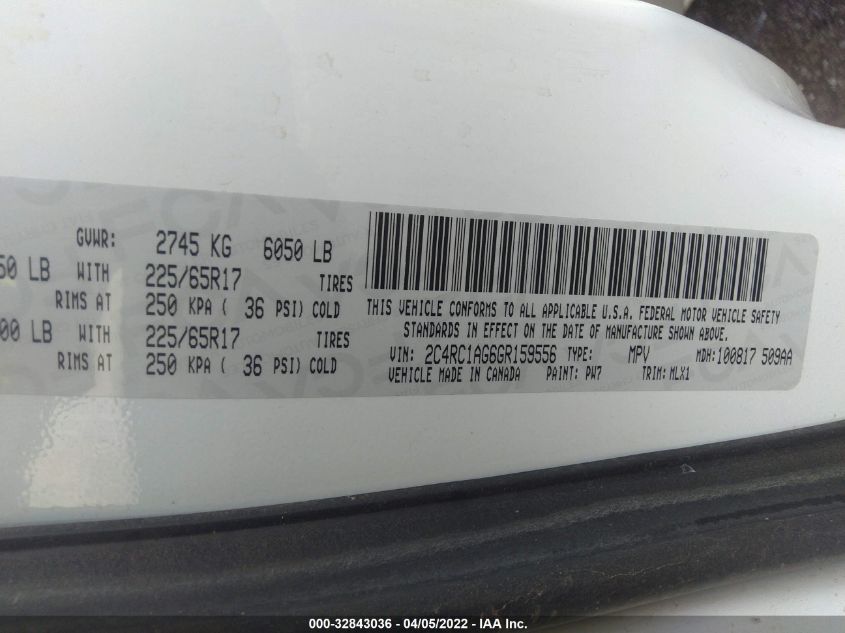 GVWR: 2745 KG 6050 LB
50 LB WITH 225/65R17 TIRES
RIMS AT 250 KPA ( 36 PSI) COLD
00 LB WITH 225/65R17 TIRES
RIMS AT 250 KPA ( 36 PSI) COLD
THIS VEHICLE CONFORMS TO ALL APPLICABLE U.S.A. FEDERAL MOTOR VEHICLE SAFETY
STANDARDS IN EFFECT ON THE DATE OF MANUFACTURE SHOWN ABOVE.
VIN: 2C4RC1AG6GR159556 TYPE: MPV MDH: 100817 509AA
VEHICLE MADE IN CANADA PAINT: PW7 TRIM: MLX1
000-32843036 - 04/05/2022 - IAA Inc.